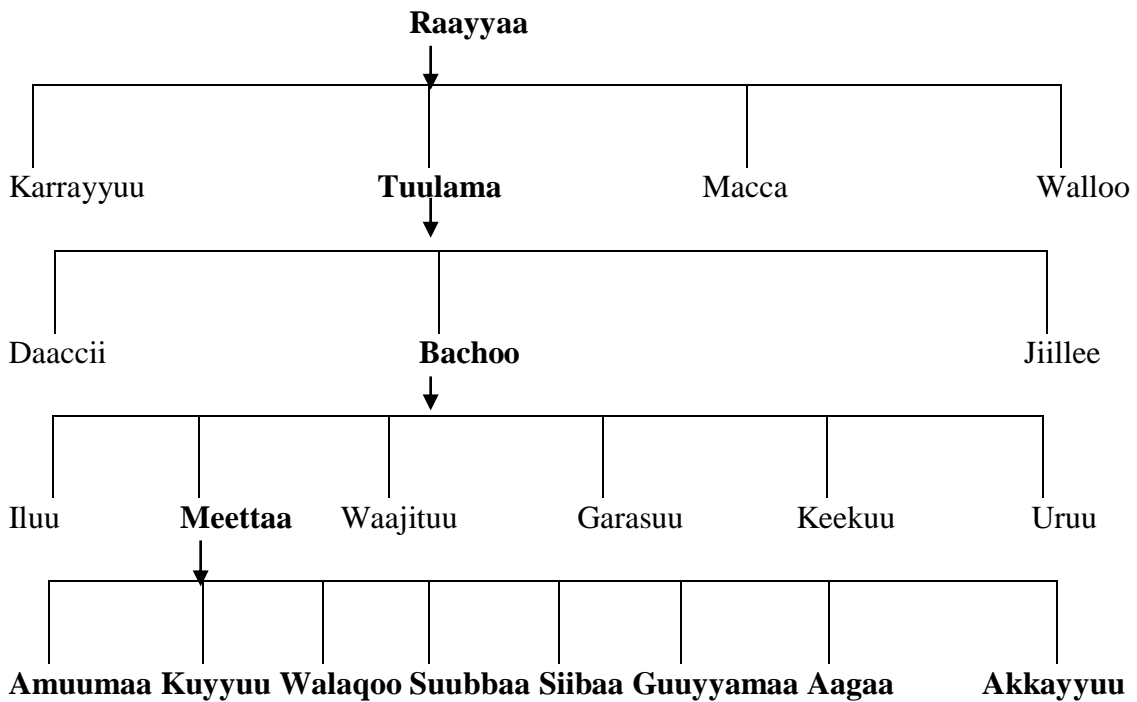 Raayyaa
Karrayyuu Tuulama Macca Walloo
Daaccii Bachoo Jiillee
Iluu Meettaa Waajituu Garasuu Keekuu Uruu
Amuumaa Kuyyuu Walaqoo Suubbaa Siibaa Guuyyamaa Aagaa Akkayyuu